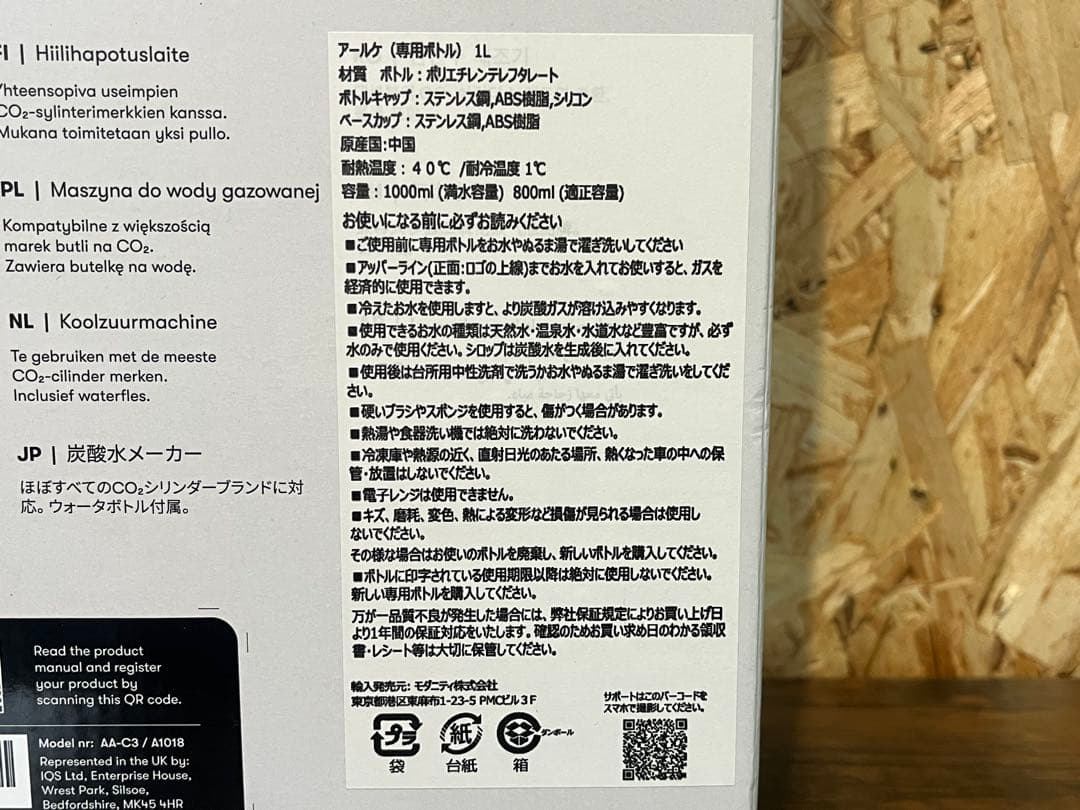 FI | Hiilihapotuslaite
Yhteensopiva useimpien
CO₂-sylinterimerkkien kanssa.
Mukana toimitetaan yksi pullo.
PL | Maszyna do wody gazowanej
Kompatybilne z większością
marek butli na CO₂.
Zawiera butelkę na wodę.
NL | Koolzuurmachine
Te gebruiken met de meeste
CO₂-cilinder merken.
Inclusief waterfles.
JP | 炭酸水メーカー
ほぼすべてのCO₂シリンダーブランドに対
応。ウォータボトル付属。
Read the product
manual and register
your product by
scanning this QR code.
Model nr: AA-C3 / A1018
Represented in the UK by:
IOS Ltd, Enterprise House,
Wrest Park, Silsoe,
Bedfordshire, MK45 4HR
アールケ（専用ボトル） 1L
材質 ボトル：ポリエチレンテレフタレート
ボトルキャップ：ステンレス鋼,ABS樹脂,シリコン
ベースカップ：ステンレス鋼,ABS樹脂
原産国:中国
耐熱温度：４０℃ /耐冷温度 1℃
容量：1000ml (満水容量) 800ml (適正容量)
お使いになる前に必ずお読みください
■ご使用前に専用ボトルをお水やぬるま湯で濯ぎ洗いしてください
■アッパーライン(正面:ロゴの上線)までお水を入れてお使いすると、ガスを
経済的に使用できます。
■冷えたお水を使用しますと、より炭酸ガスが溶け込みやすくなります。
■使用できるお水の種類は天然水・温泉水・水道水など豊富ですが、必ず
水のみで使用ください。シロップは炭酸水を生成後に入れてください。
■使用後は台所用中性洗剤で洗うかお水やぬるま湯で濯ぎ洗いをしてくだ
さい。
■硬いブラシやスポンジを使用すると、傷がつく場合があります。
■熱湯や食器洗い機では絶対に洗わないでください。
■冷凍庫や熱源の近く、直射日光のあたる場所、熱くなった車の中への保
管・放置はしないでください。
■電子レンジは使用できません。
■キズ、磨耗、変色、熱による変形など損傷が見られる場合は使用し
ないでください。
その様な場合はお使いのボトルを廃棄し、新しいボトルを購入してください。
■ボトルに印字されている使用期限以降は絶対に使用しないでください。
新しい専用ボトルを購入してください。
万が一品質不良が発生した場合には、弊社保証規定によりお買い上げ日
より1年間の保証対応をいたします。確認のためお買い求め日のわかる領収
書・レシート等は大切に保管してください。
輸入発売元: モダニティ株式会社
東京都港区東麻布1-23-5 PMCビル３F
サポートはこのバーコードを
スマホで撮影してください。
プラ 紙 ダンボール
袋 台紙 箱